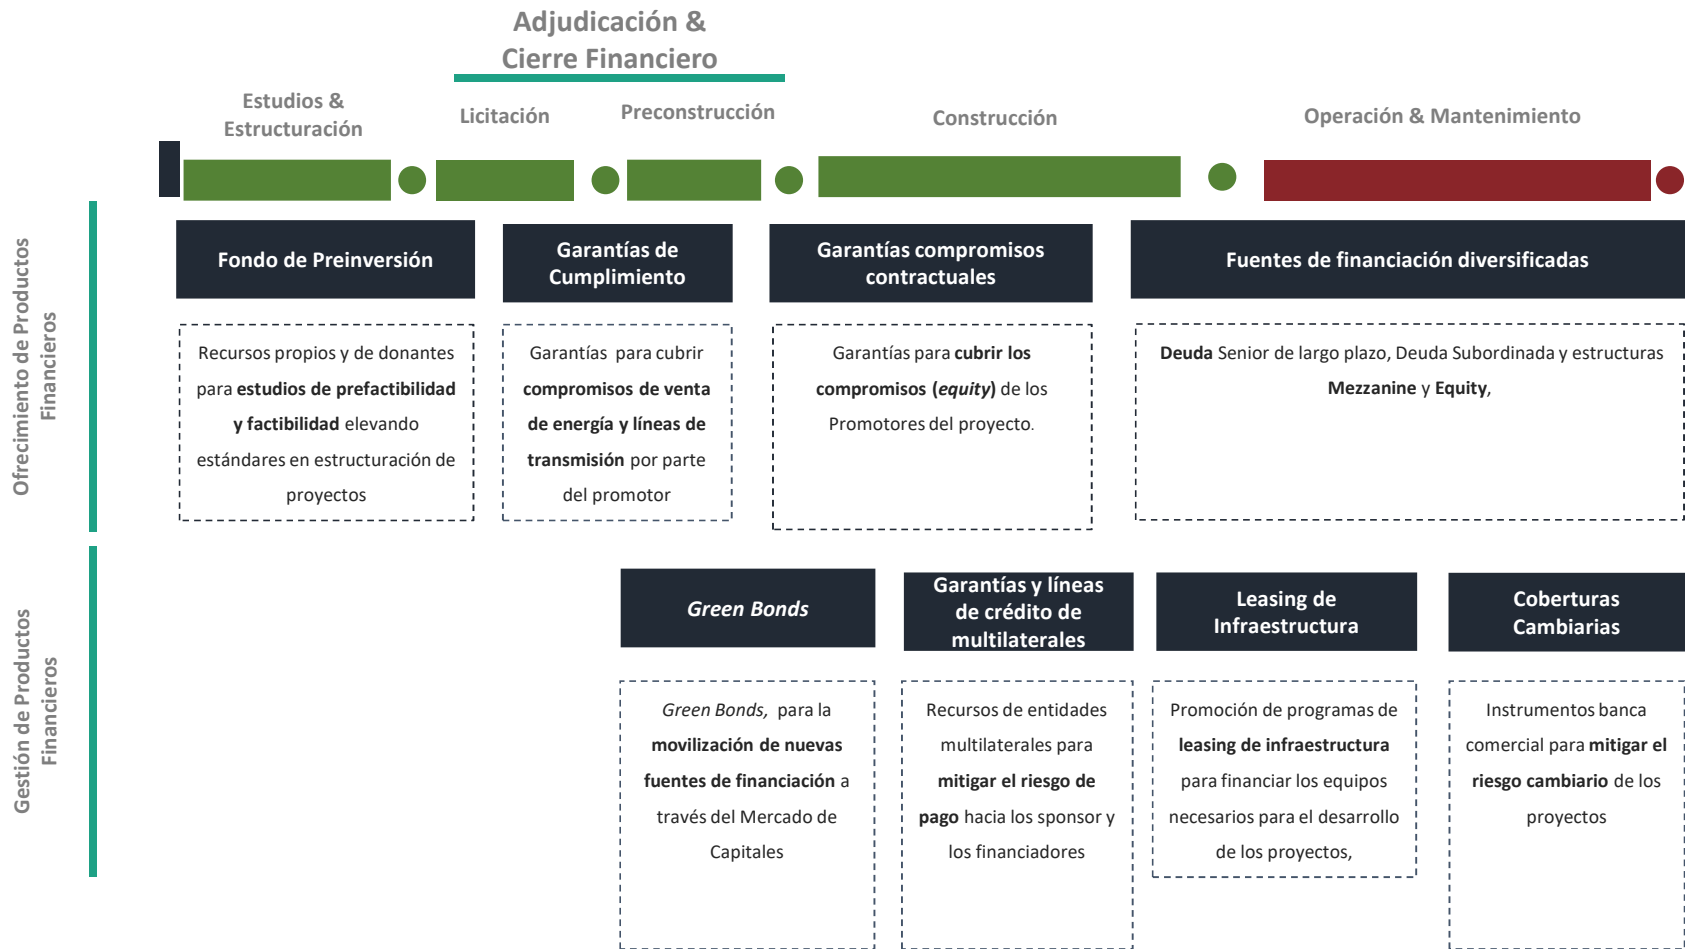 Adjudicación &
Cierre Financiero
Estudios &
Estructuración
Licitación
Preconstrucción
Construcción
Operación & Mantenimiento
Ofrecimiento de Productos
Financieros
Fondo de Preinversión
Recursos propios y de donantes
para estudios de prefactibilidad
y factibilidad elevando
estándares en estructuración de
proyectos
Garantías de
Cumplimiento
Garantías para cubrir
compromisos de venta
de energía y líneas de
transmisión por parte
del promotor
Garantías compromisos
contractuales
Garantías para cubrir los
compromisos (equity) de los
Promotores del proyecto.
Fuentes de financiación diversificadas
Deuda Senior de largo plazo, Deuda Subordinada y estructuras
Mezzanine y Equity,
Gestión de Productos
Financieros
Green Bonds
Green Bonds, para la
movilización de nuevas
fuentes de financiación a
través del Mercado de
Capitales
Garantías y líneas
de crédito de
multilaterales
Recursos de entidades
multilaterales para
mitigar el riesgo de
pago hacia los sponsor y
los financiadores
Leasing de
Infraestructura
Promoción de programas de
leasing de infraestructura
para financiar los equipos
necesarios para el desarrollo
de los proyectos,
Coberturas
Cambiarias
Instrumentos banca
comercial para mitigar el
riesgo cambiario de los
proyectos